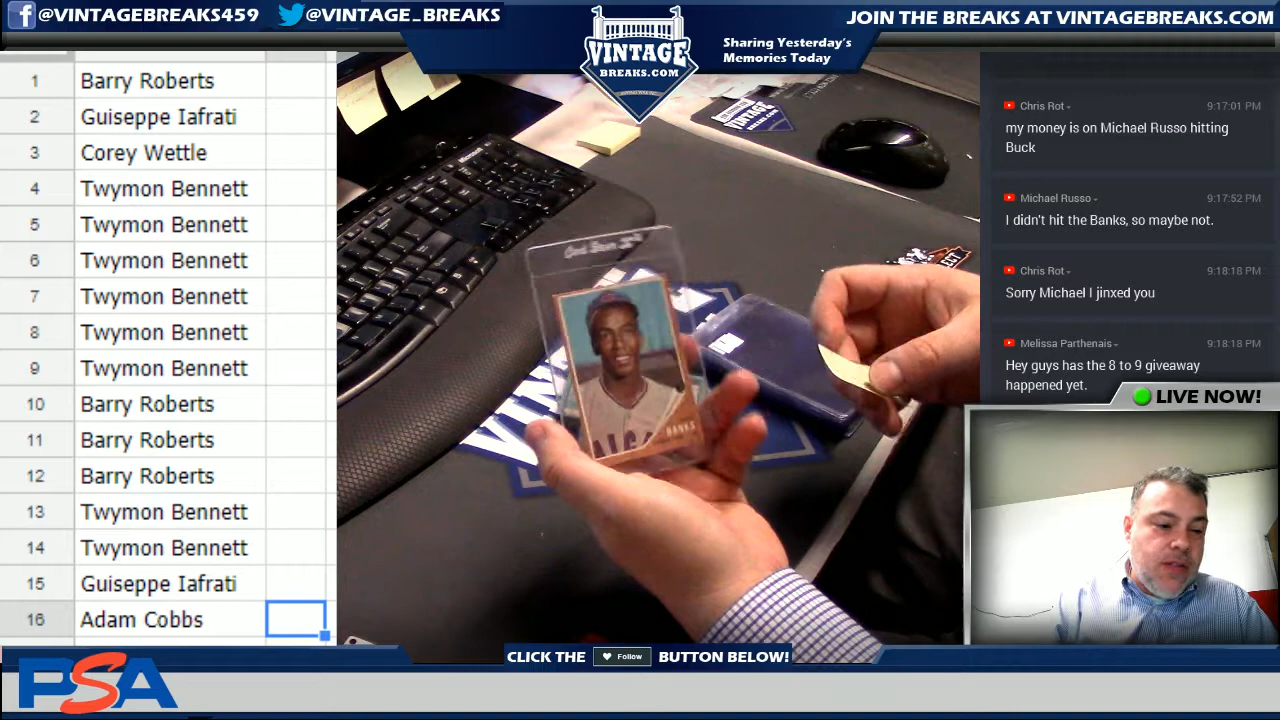 @VINTAGEBREAKS459
@VINTAGE_BREAKS
VINTAGE
BREAKS.COM
Sharing Yesterday's
Memories Today
JOIN THE BREAKS AT VINTAGEBREAKS.COM
1 Barry Roberts
2 Guiseppe Iafrati
3 Corey Wettle
4 Twymon Bennett
5 Twymon Bennett
6 Twymon Bennett
7 Twymon Bennett
8 Twymon Bennett
9 Twymon Bennett
10 Barry Roberts
11 Barry Roberts
12 Barry Roberts
13 Twymon Bennett
14 Twymon Bennett
15 Guiseppe Iafrati
16 Adam Cobbs
VINTAGE
BREAKS.COM
Microsoft
BANKS
Chris Rot 9:17:01 PM
my money is on Michael Russo hitting
Buck
Michael Russo 9:17:52 PM
I didn't hit the Banks, so maybe not.
Chris Rot 9:18:18 PM
Sorry Michael I jinxed you
Melissa Parthenais 9:18:18 PM
Hey guys has the 8 to 9 giveaway
happened yet.
LIVE NOW!
CLICK THE Follow BUTTON BELOW!
PSA